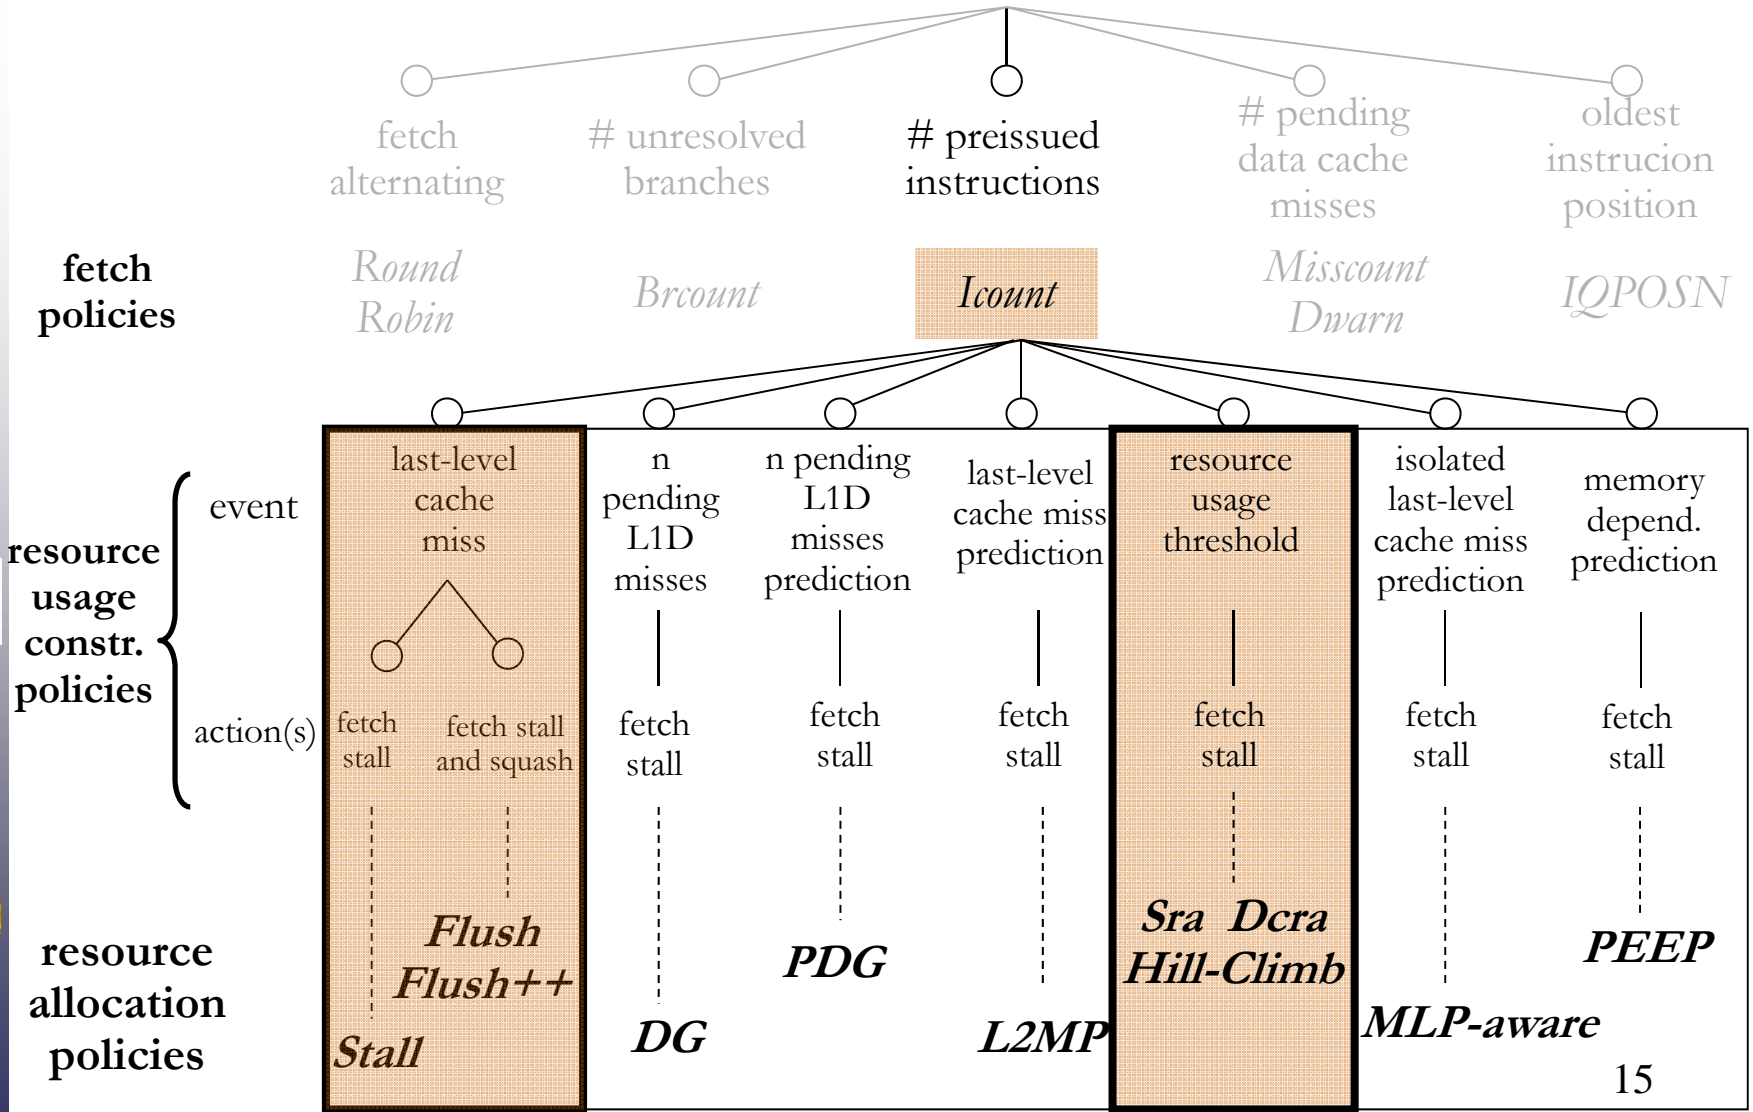 fetch
alternating
# unresolved
branches
# preissued
instructions
# pending
data cache
misses
oldest
instrucion
position
fetch
policies
Round
Robin
Brcount
Icount
Misscount
Dwarn
IQPOSN
resource
usage
constr.
policies
event
last-level
cache
miss
n
pending
L1D
misses
n pending
L1D
misses
prediction
last-level
cache miss
prediction
resource
usage
threshold
isolated
last-level
cache miss
prediction
memory
depend.
prediction
action(s)
fetch
stall
fetch stall
and squash
fetch
stall
fetch
stall
fetch
stall
fetch
stall
fetch
stall
fetch
stall
resource
allocation
policies
Stall
Flush
Flush++
DG
PDG
L2MP
Sra Dcra
Hill-Climb
MLP-aware
PEEP
15